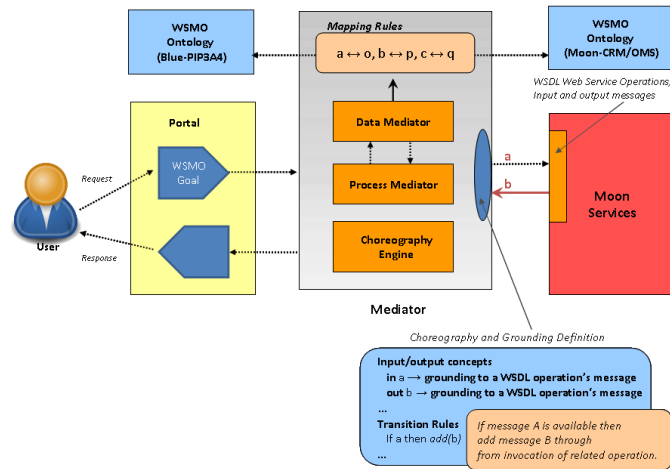 WSMO
Ontology
(Blue-PIP3A4)
Mapping Rules
a ↔ o, b ↔ p, c ↔ q
WSMO
Ontology
(Moon-CRM/OMS)
WSDL Web Service Operations,
Input and output messages
Portal
Data Mediator
WSMO
Goal
Request
Process Mediator
a
b
Moon
Services
User
Response
Choreography
Engine
Mediator
Choreography and Grounding Definition
Input/output concepts
in a → grounding to a WSDL operation's message
out b → grounding to a WSDL operation's message
...
Transition Rules
If a then add(b)
...
If message A is available then
add message B through
from invocation of related operation.